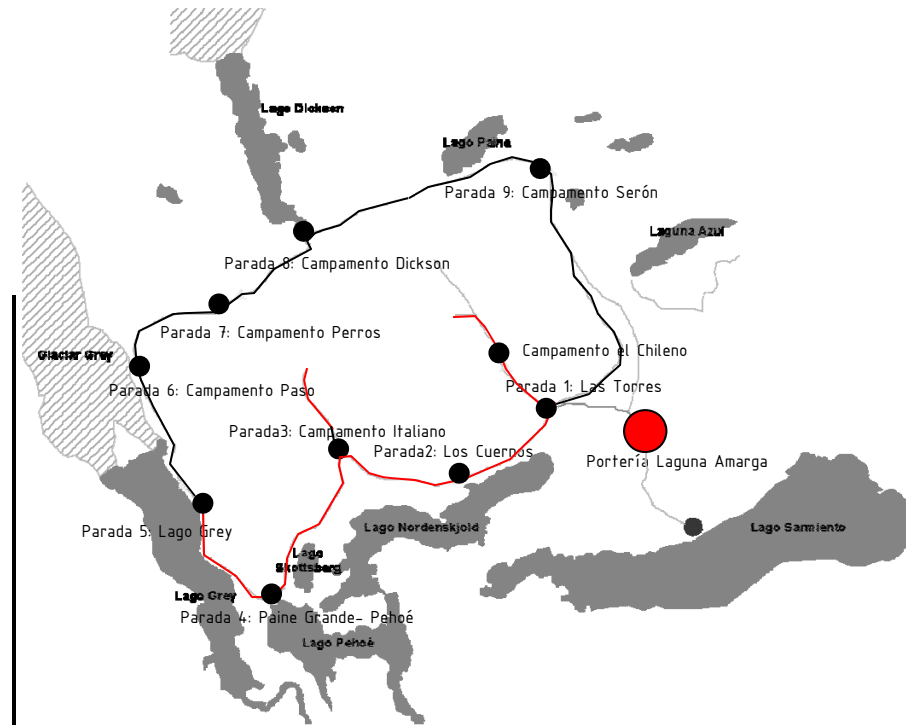 Lago Dickson
Lago Paine
Parada 9: Campamento Serón
Laguna Azul
Parada 8: Campamento Dickson
Parada 7: Campamento Perros
Campamento el Chileno
Glaciar Grey
Parada 6: Campamento Paso
Parada 1: Las Torres
Parada3: Campamento Italiano
Parada2: Los Cuernos
Portería Laguna Amarga
Parada 5: Lago Grey
Lago Nordenskjold
Lago Sarmiento
Lago
Skottsberg
Lago Grey
Parada 4: Paine Grande- Pehoé
Lago Pehoé